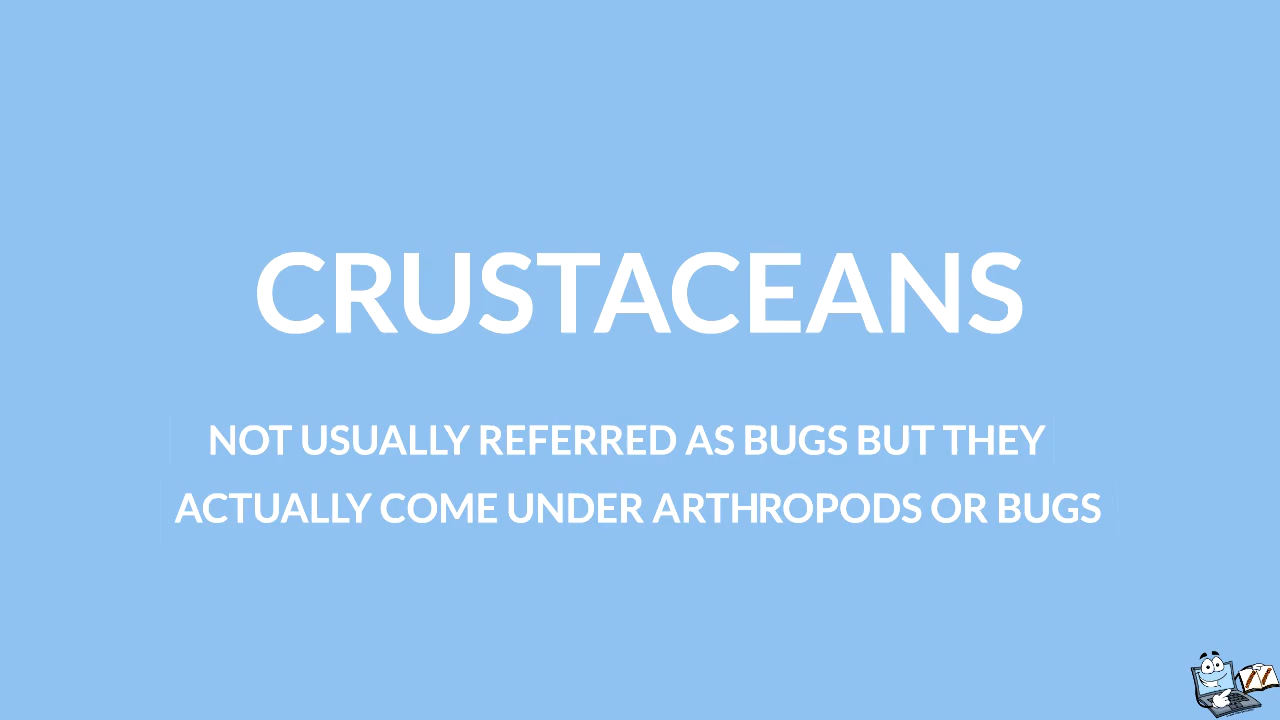 CRUSTACEANS
NOT USUALLY REFERRED AS BUGS BUT THEY
ACTUALLY COME UNDER ARTHROPODS OR BUGS